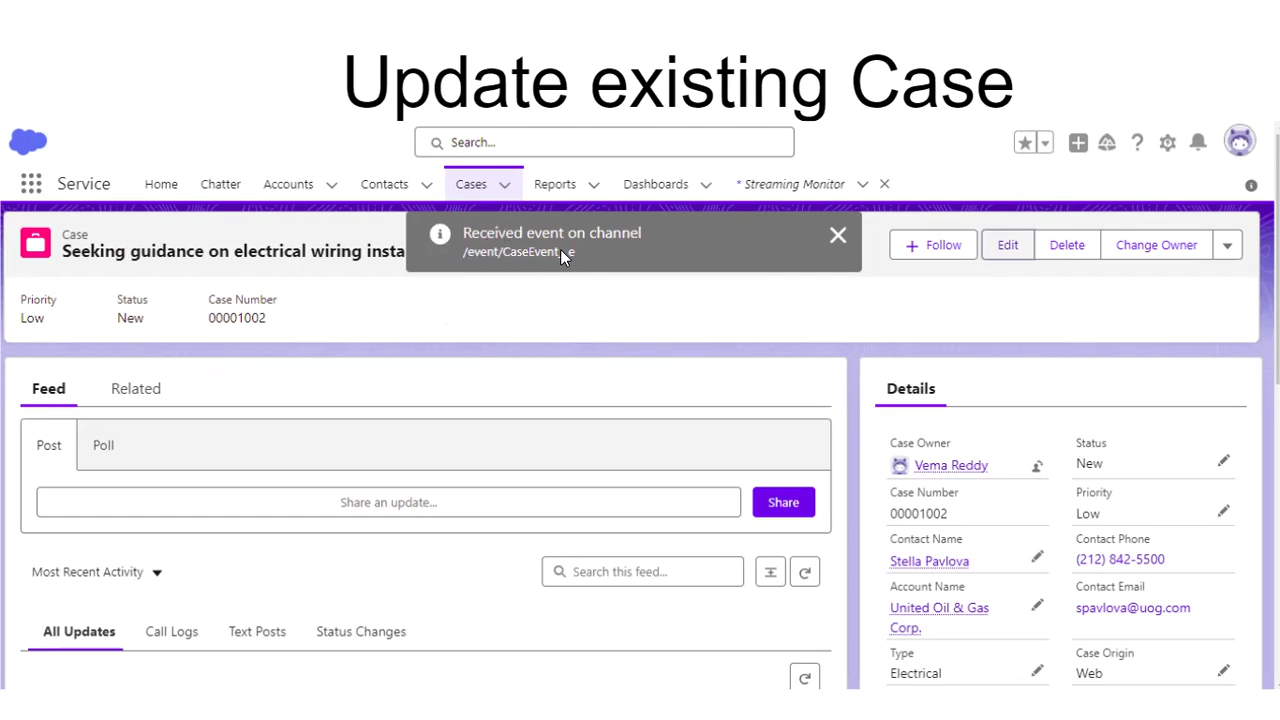 Update existing Case
Search...
Service
Home
Chatter
Accounts
Contacts
Cases
Reports
Dashboards
* Streaming Monitor
Case
Seeking guidance on electrical wiring insta
Received event on channel
Follow
Edit
Delete
Change Owner
Priority
Status
Case Number
Low
New
00001002
Feed
Related
Post
Poll
Share an update...
Share
Most Recent Activity
Search this feed...
All Updates
Call Logs
Text Posts
Status Changes
Details
Case Owner
Vema Reddy
Status
New
Case Number
00001002
Priority
Low
Contact Name
Stella Pavlova
Contact Phone
(212) 842-5500
Account Name
United Oil & Gas
Corp.
Contact Email
spavlova@uog.com
Type
Electrical
Case Origin
Web